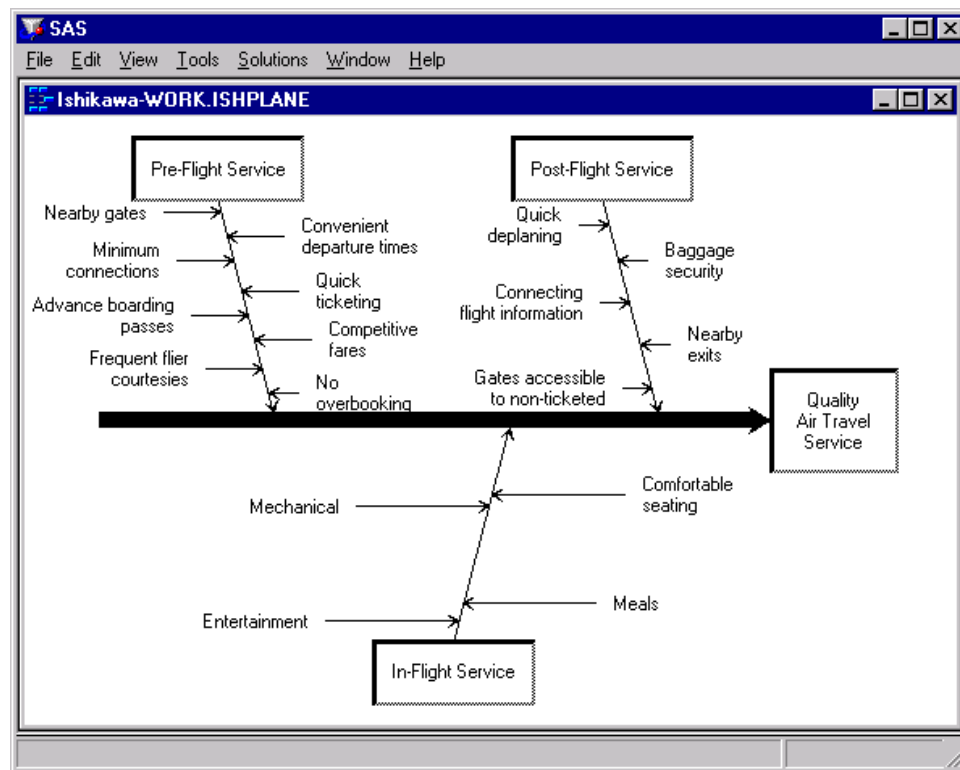 SAS
File Edit View Tools Solutions Window Help
Ishikawa-WORK.ISHPLANE
Pre-Flight Service
Post-Flight Service
Nearby gates
Convenient
departure times
Minimum
connections
Quick
ticketing
Advance boarding
passes
Competitive
fares
Frequent flier
courtesies
No
overbooking
Quick
deplaning
Baggage
security
Connecting
flight information
Nearby
exits
Gates accessible
to non-ticketed
Quality
Air Travel
Service
Comfortable
seating
Mechanical
Meals
Entertainment
In-Flight Service